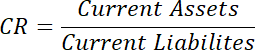 CR = Current Assets / Current Liabilites